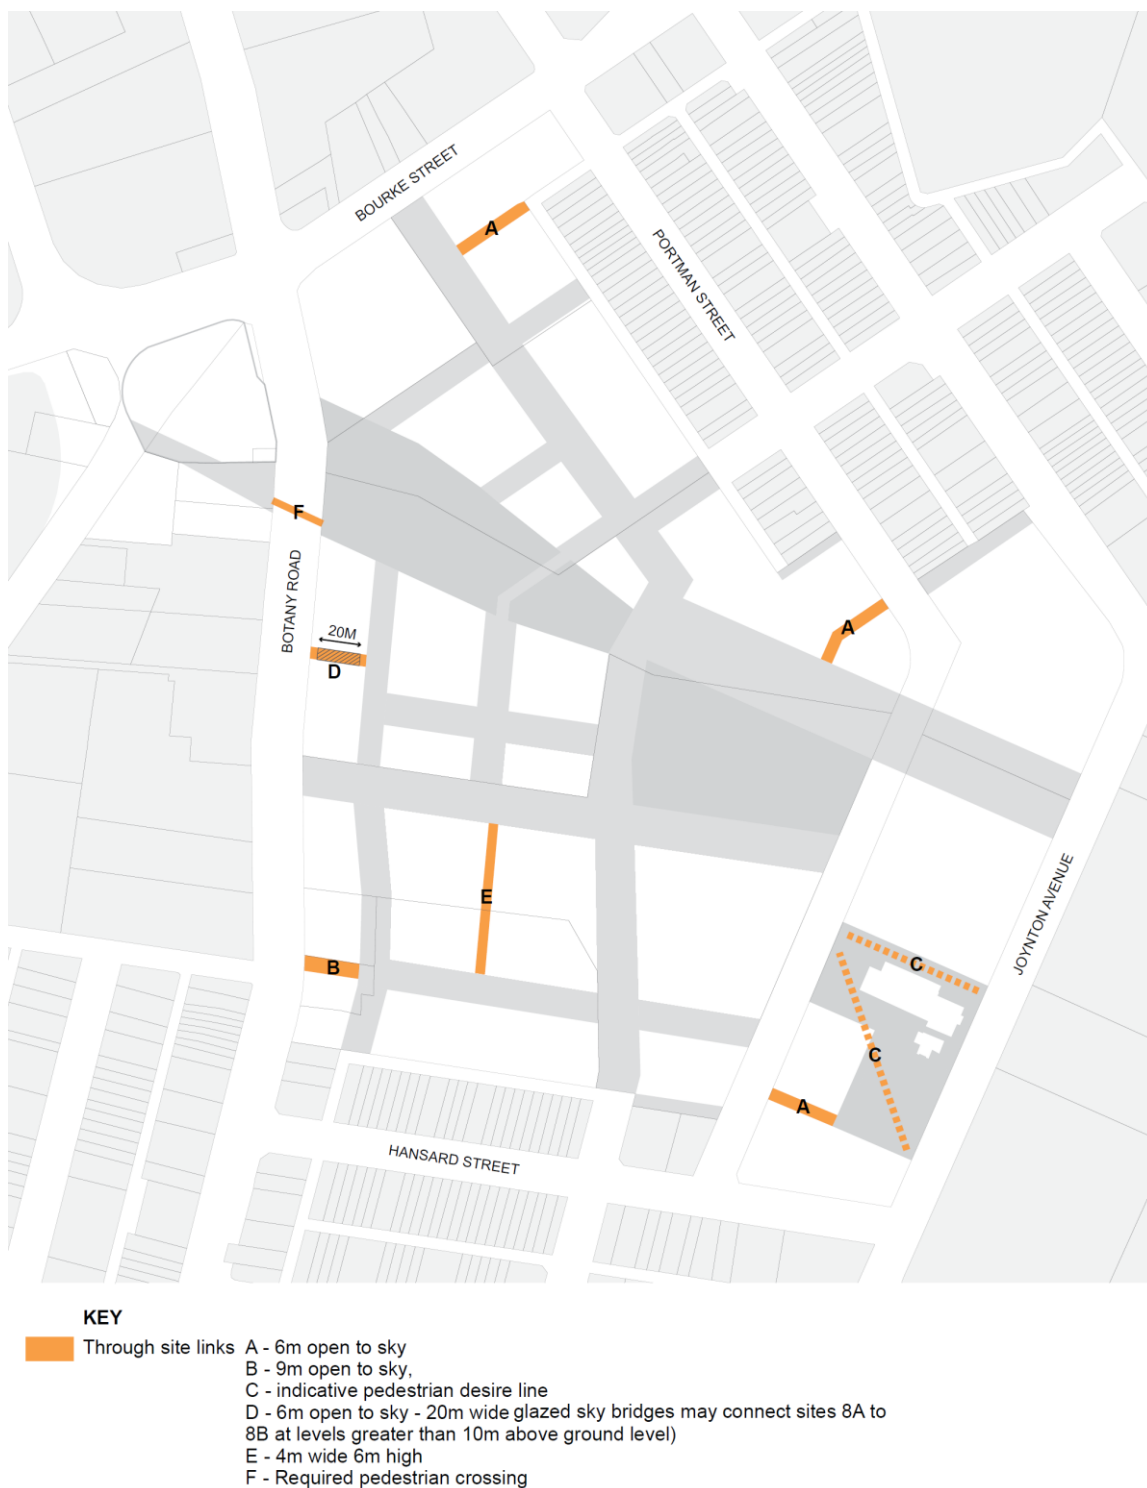 BOURKE STREET
A
PORTMAN STREET
F
BOTANY ROAD
20M
D
A
E
B
C
JOYNTON AVENUE
C
A
HANSARD STREET
KEY
Through site links A - 6m open to sky
B - 9m open to sky,
C - indicative pedestrian desire line
D - 6m open to sky - 20m wide glazed sky bridges may connect sites 8A to
8B at levels greater than 10m above ground level)
E - 4m wide 6m high
F - Required pedestrian crossing